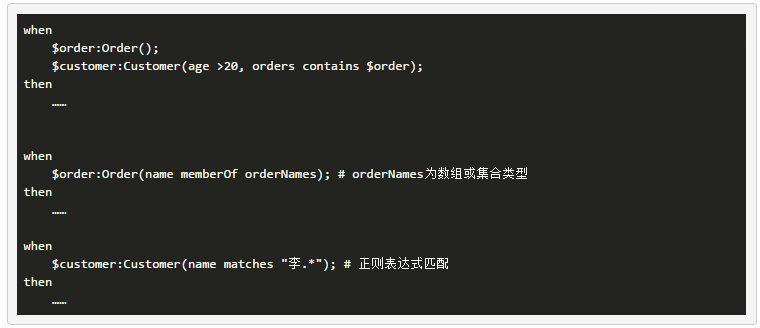 when
    $order:Order();
    $customer:Customer(age >20, orders contains $order);
then
    ……
when
    $order:Order(name memberOf orderNames); # orderNames为数组或集合类型
then
    ……
when
    $customer:Customer(name matches "李.*"); # 正则表达式匹配
then
    ……